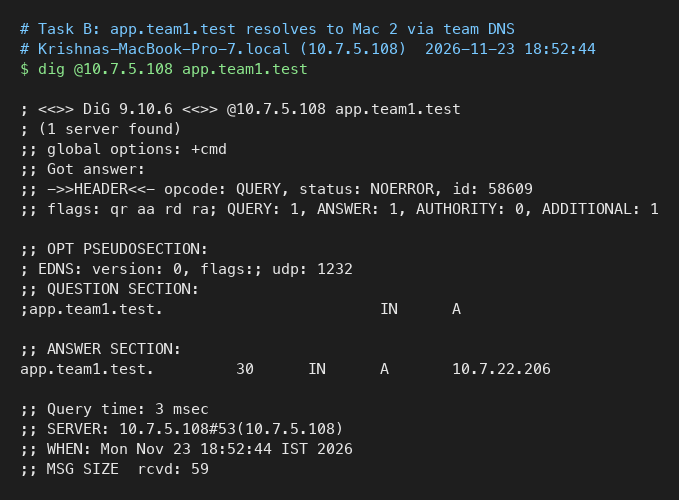 # Task B: app.team1.test resolves to Mac 2 via team DNS
# Krishnas-MacBook-Pro-7.local (10.7.5.108)  2026-11-23 18:52:44
$ dig @10.7.5.108 app.team1.test
; <<>> DiG 9.10.6 <<>> @10.7.5.108 app.team1.test
; (1 server found)
;; global options: +cmd
;; Got answer:
;; ->>HEADER<<- opcode: QUERY, status: NOERROR, id: 58609
;; flags: qr aa rd ra; QUERY: 1, ANSWER: 1, AUTHORITY: 0, ADDITIONAL: 1
;; OPT PSEUDOSECTION:
; EDNS: version: 0, flags:; udp: 1232
;; QUESTION SECTION:
;app.team1.test.                        IN      A
;; ANSWER SECTION:
app.team1.test.         30      IN      A       10.7.22.206
;; Query time: 3 msec
;; SERVER: 10.7.5.108#53(10.7.5.108)
;; WHEN: Mon Nov 23 18:52:44 IST 2026
;; MSG SIZE  rcvd: 59